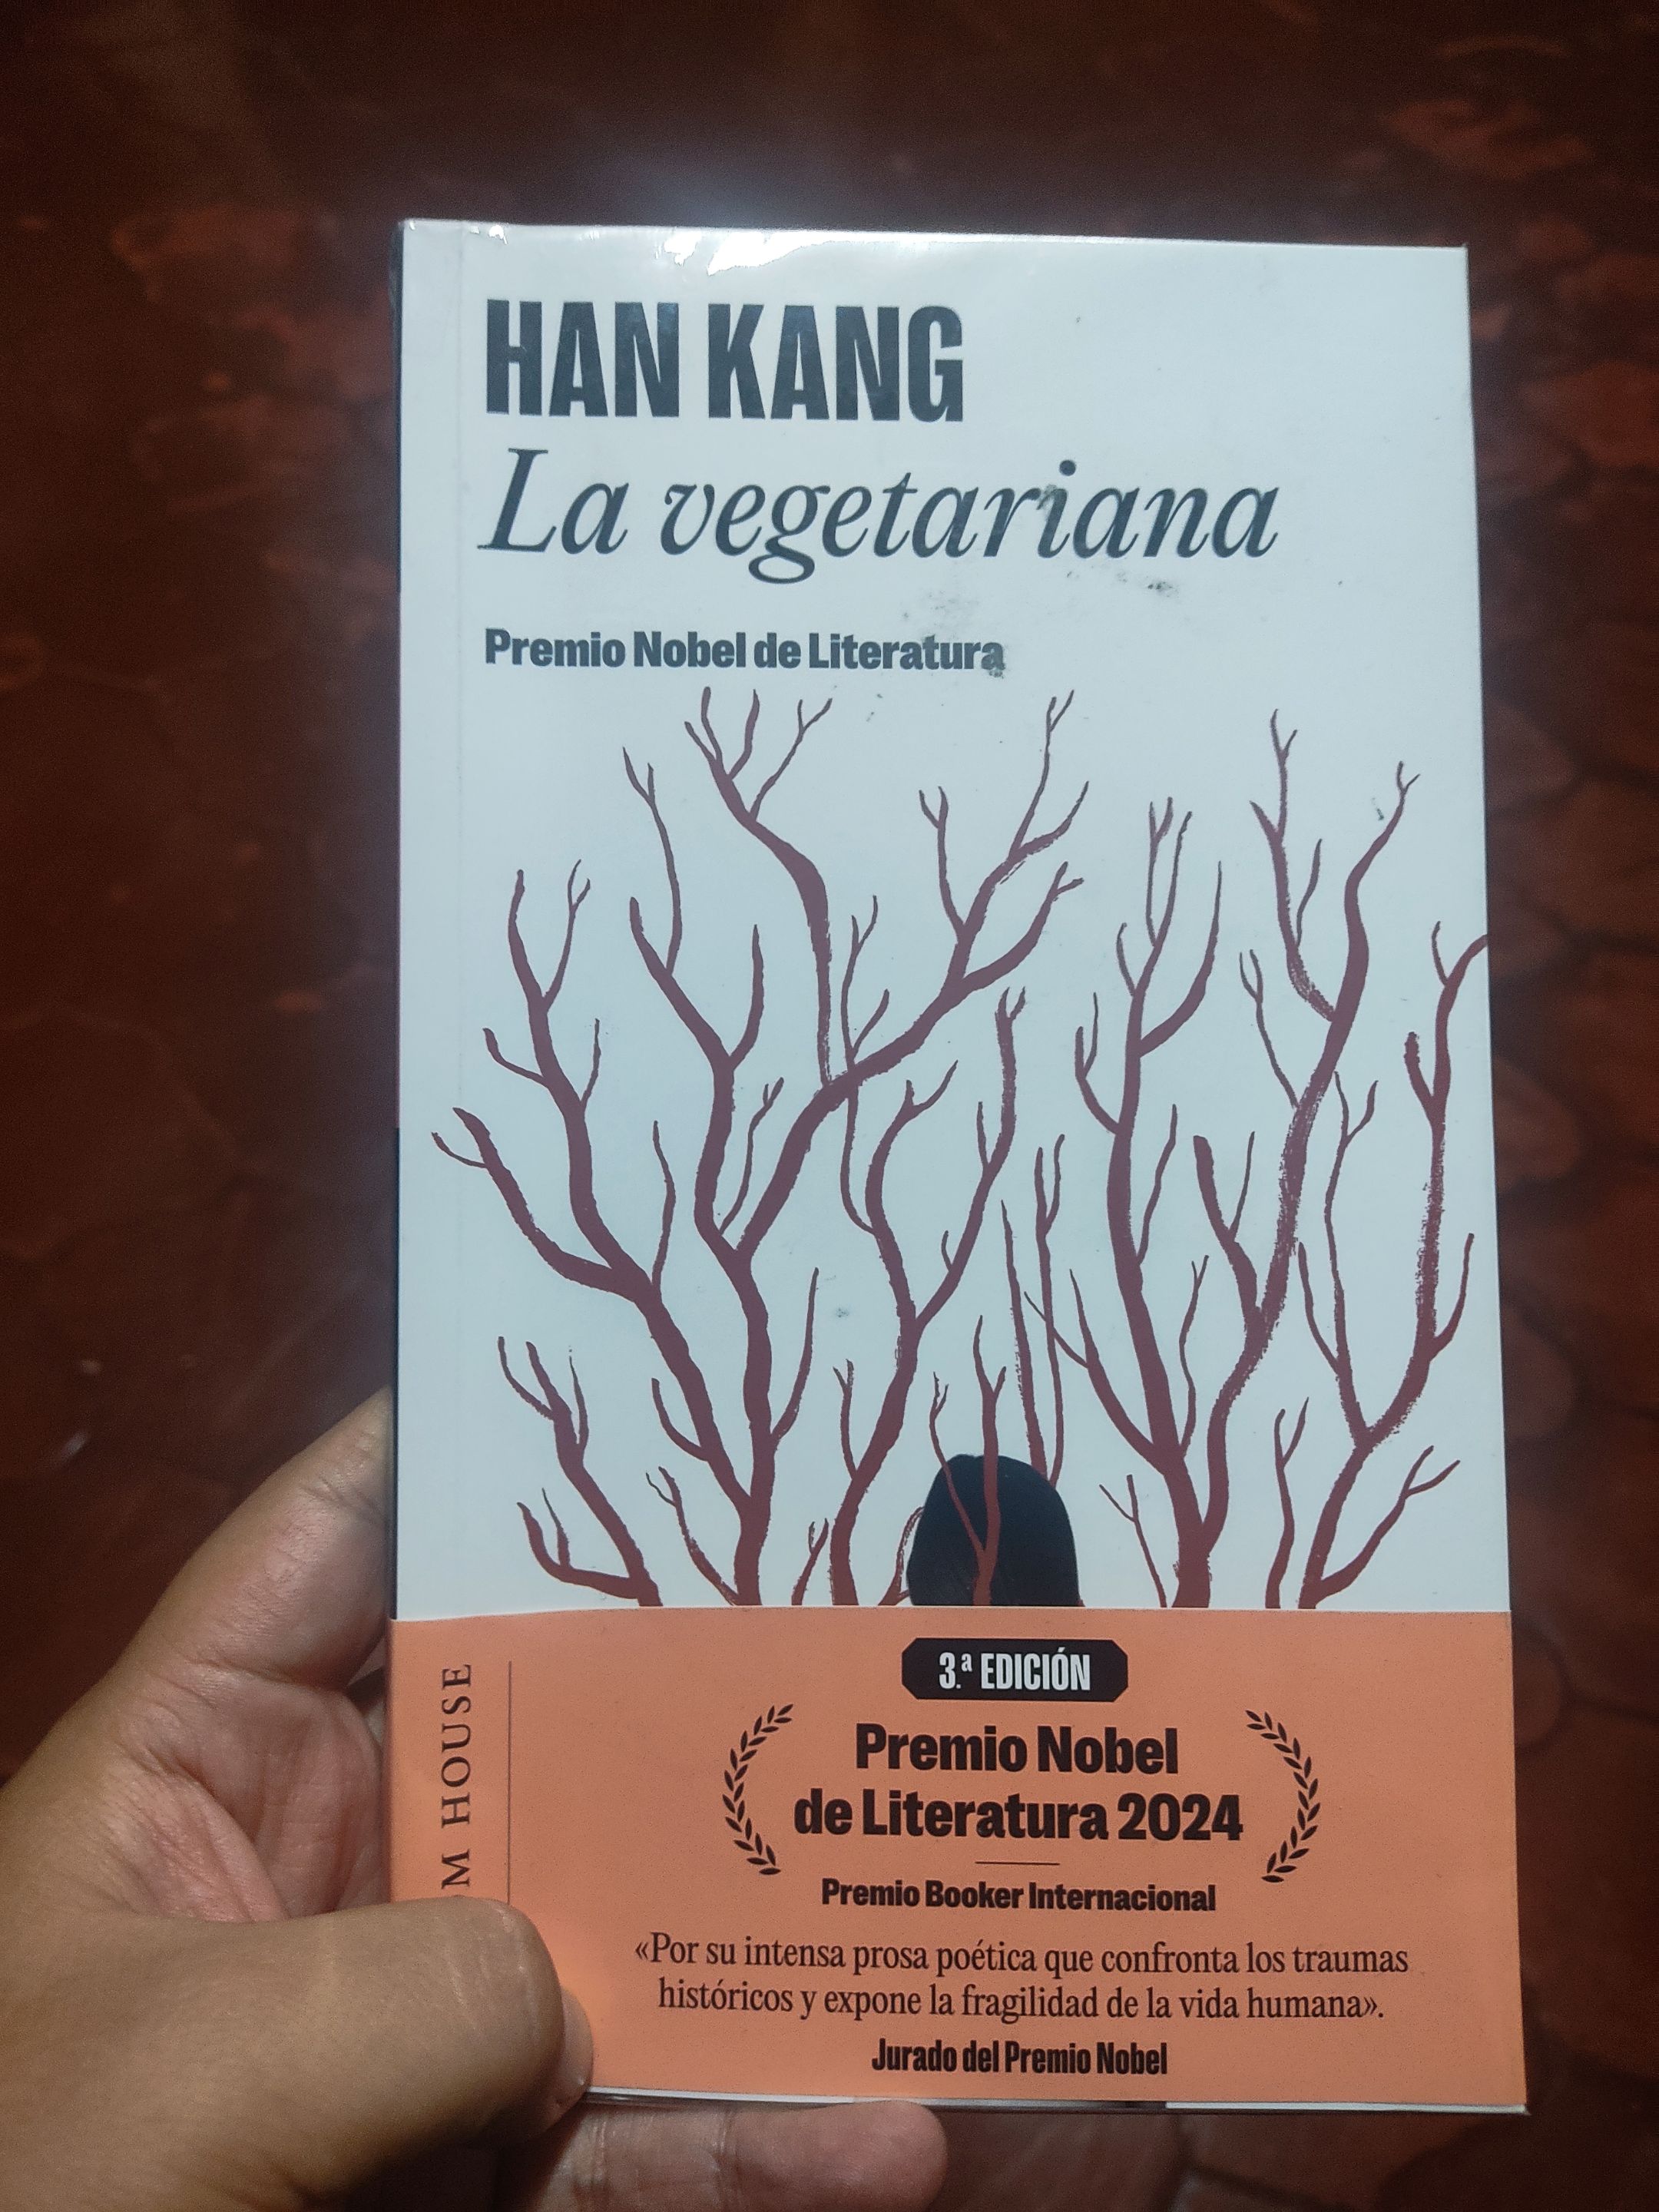 HAN KANG
La vegetariana
Premio Nobel de Literatura
M HOUSE
3.ª EDICIÓN
Premio Nobel
de Literatura 2024
Premio Booker Internacional
«Por su intensa prosa poética que confronta los traumas
históricos y expone la fragilidad de la vida humana».
Jurado del Premio Nobel